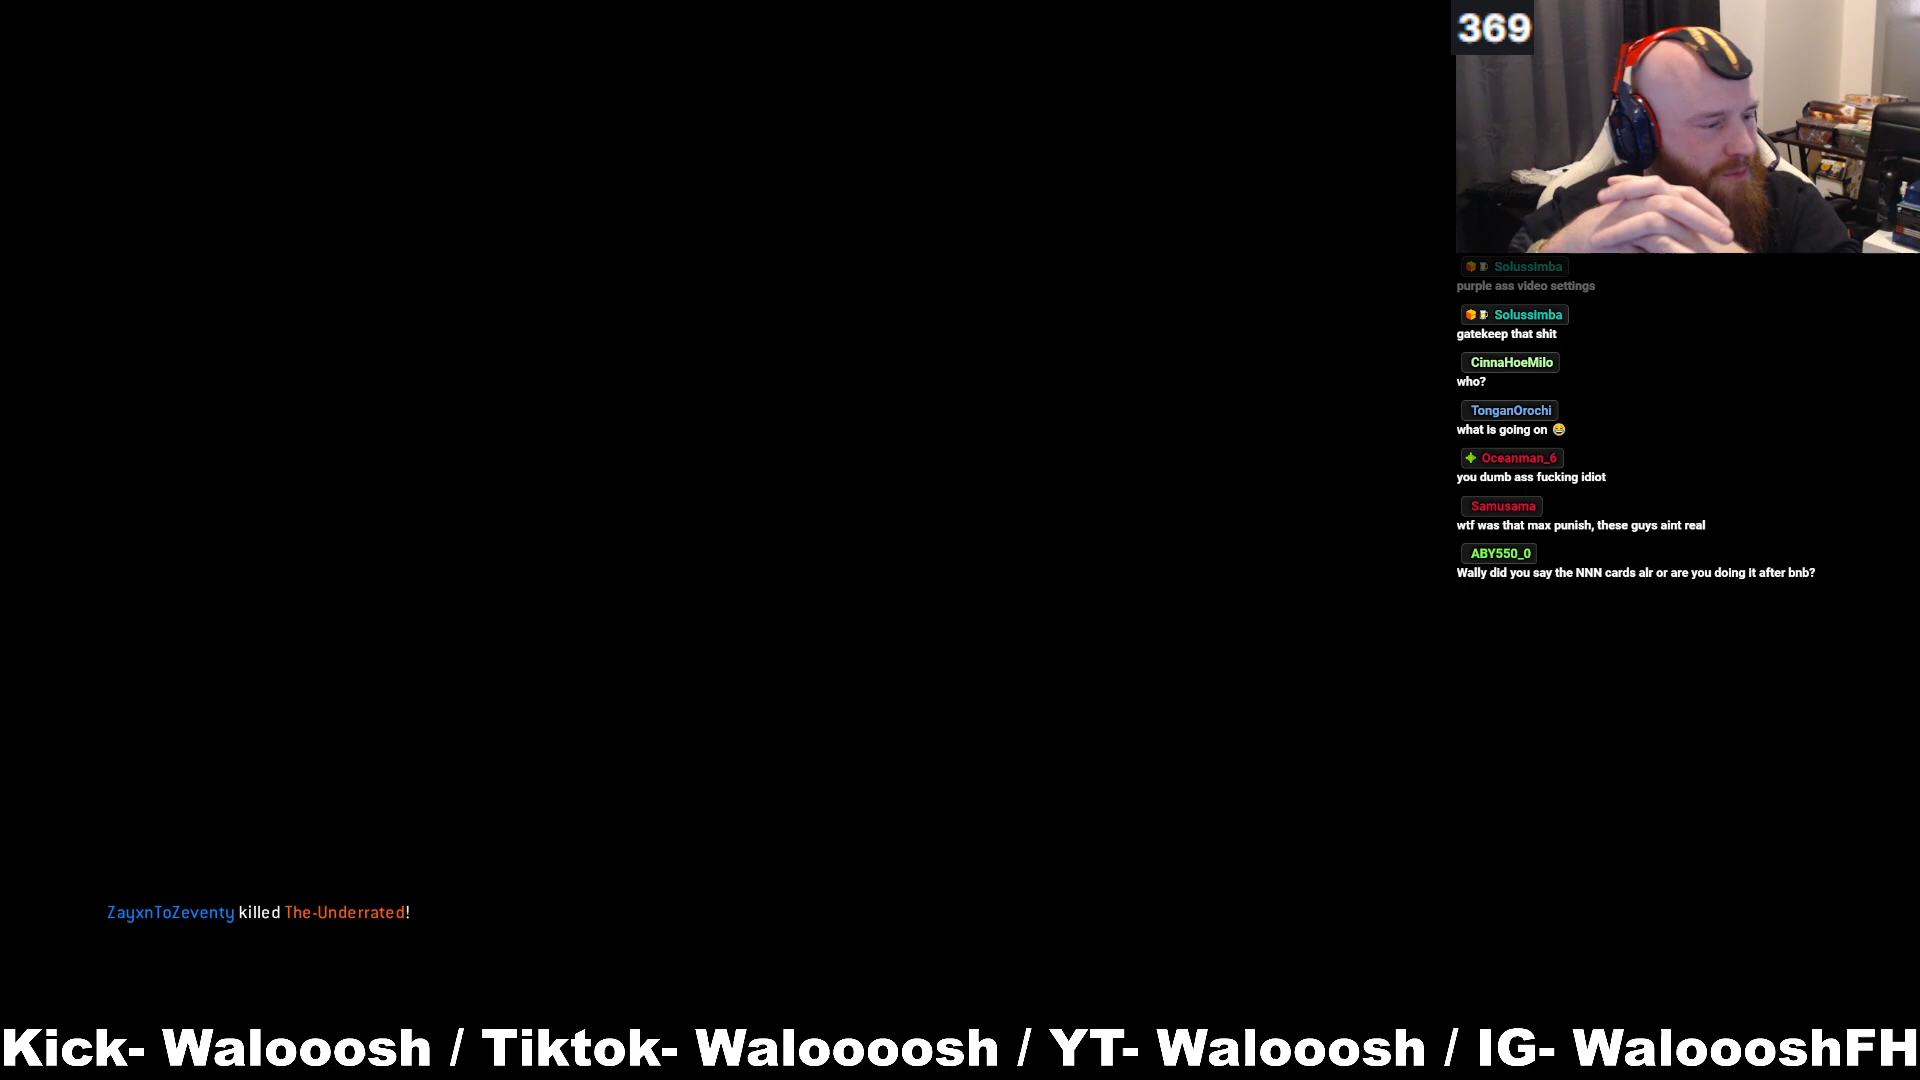 369
Solussimba
purple ass video settings
Solussimba
gatekeep that shit
CinnaHoeMilo
who?
TonganOrochi
what is going on 😂
Oceanman_6
you dumb ass fucking idiot
Samusama
wtf was that max punish, these guys aint real
ABY550_0
Wally did you say the NNN cards alr or are you doing it after bnb?
ZayxnToZeventy killed The-Underrated!
Kick- Walooosh / Tiktok- Waloooosh / YT- Walooosh / IG- WaloooshFH